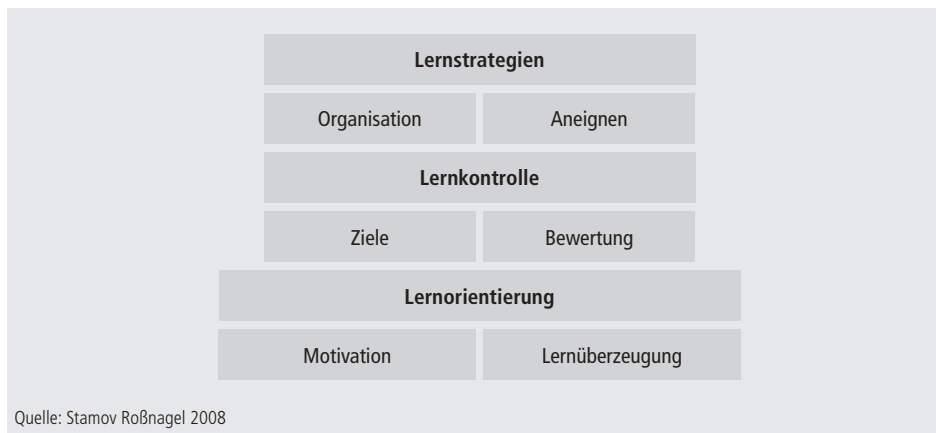 Lernstrategien
Organisation Aneignen
Lernkontrolle
Ziele Bewertung
Lernorientierung
Motivation Lernüberzeugung
Quelle: Stamov Roßnagel 2008